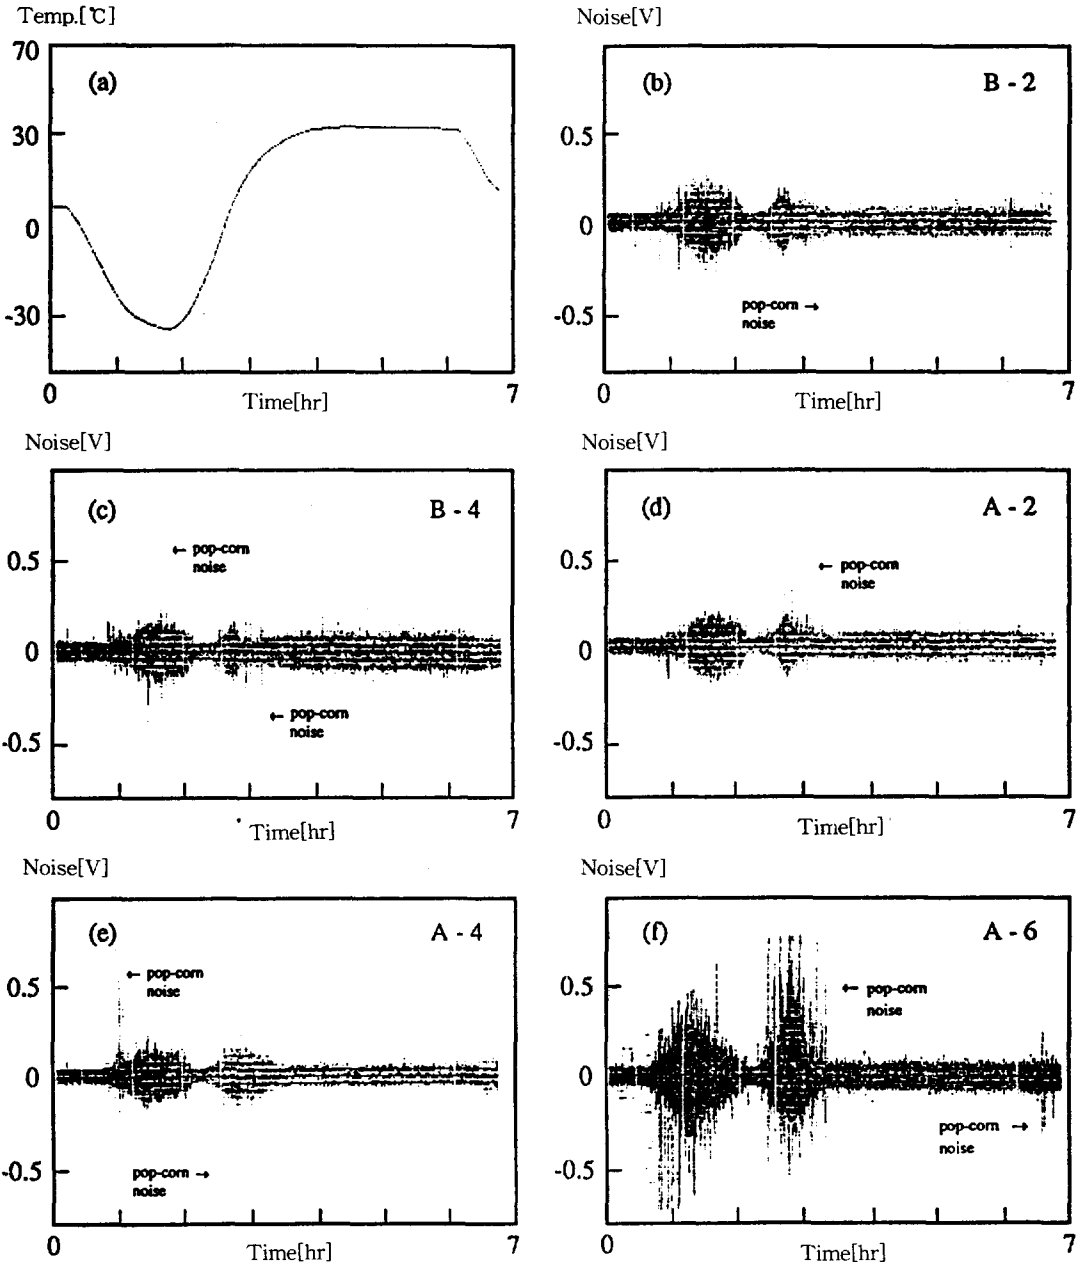 Temp.[℃]
70
(a)
30
0
-30
0
7
Time[hr]
Noise[V]
(b)
B - 2
0.5
0
-0.5
pop-corn →
noise
0
7
Time[hr]
Noise[V]
(c)
B - 4
← pop-corn
noise
0.5
0
-0.5
← pop-corn
noise
0
7
Time[hr]
Noise[V]
(d)
A - 2
← pop-corn
noise
0.5
0
-0.5
0
7
Time[hr]
Noise[V]
(e)
A - 4
← pop-corn
noise
0.5
0
-0.5
pop-corn →
noise
0
7
Time[hr]
Noise[V]
(f)
A - 6
← pop-corn
noise
0.5
0
-0.5
pop-corn →
noise
0
7
Time[hr]